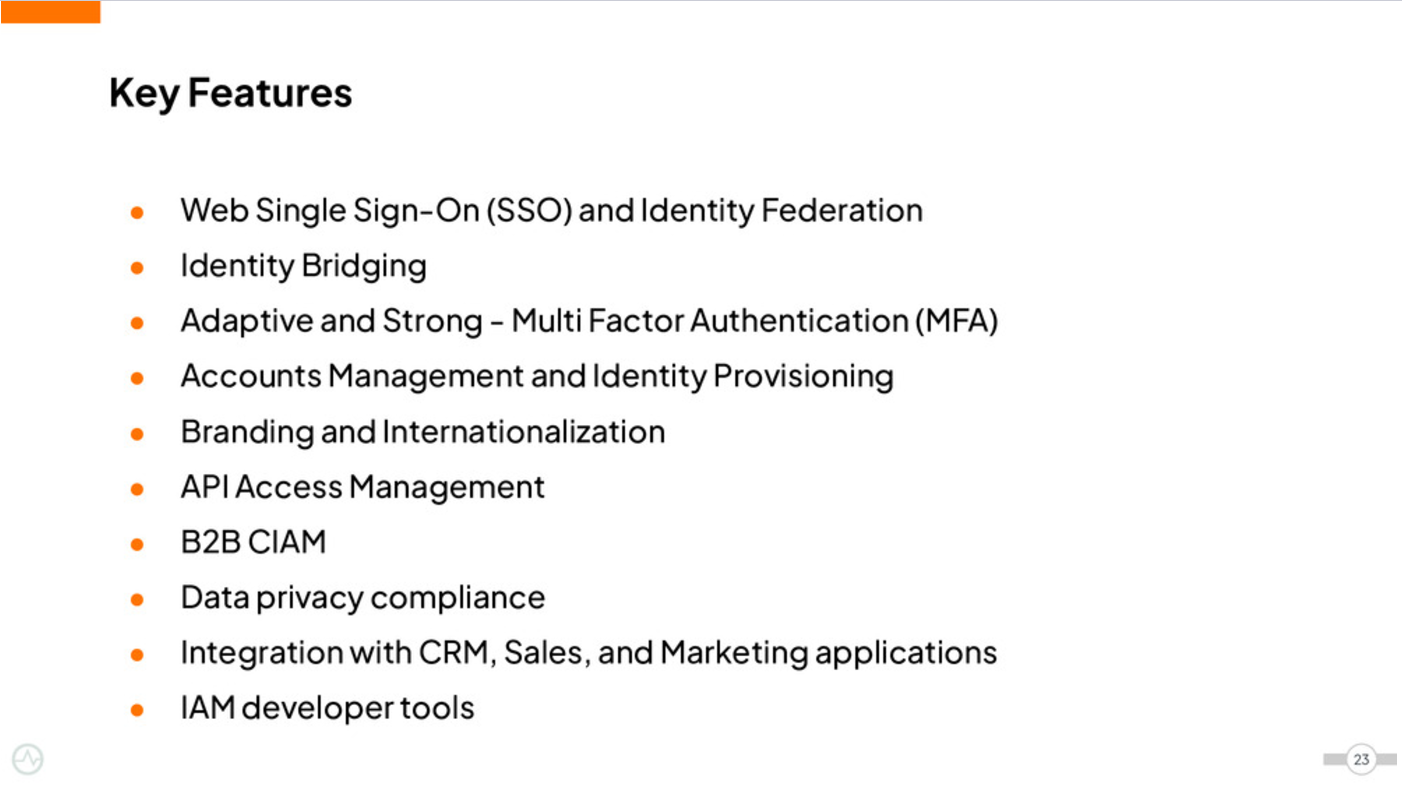 Key Features
Web Single Sign-On (SSO) and Identity Federation
Identity Bridging
Adaptive and Strong - Multi Factor Authentication (MFA)
Accounts Management and Identity Provisioning
Branding and Internationalization
API Access Management
B2B CIAM
Data privacy compliance
Integration with CRM, Sales, and Marketing applications
IAM developer tools
23